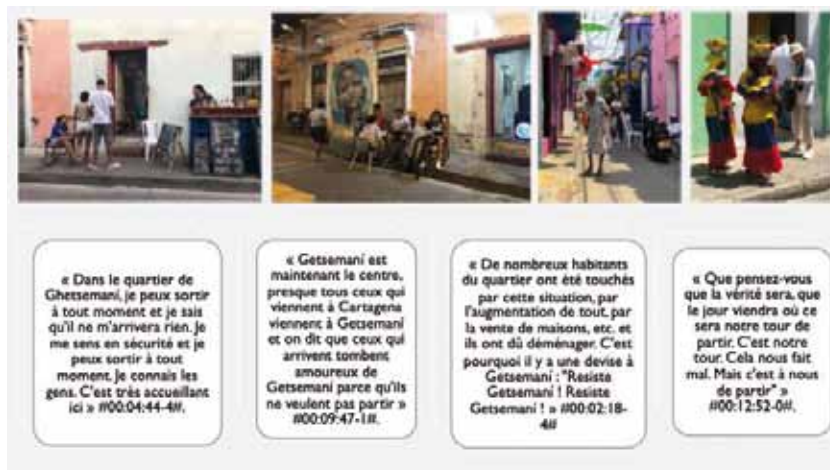 « Dans le quartier de
Ghetsemaní, je peux sortir
à tout moment et je sais
qu'il ne m'arrivera rien. Je
me sens en sécurité et je
peux sortir à tout
moment. Je connais les
gens. C'est très accueillant
ici » #00:04:44-4#.
« Getsemaní est
maintenant le centre,
presque tous ceux qui
viennent à Cartagena
viennent à Getsemaní
et on dit que ceux qui
arrivent tombent
amoureux de
Getsemaní parce qu'ils
ne veulent pas partir »
#00:09:47-1#.
« De nombreux habitants
du quartier ont été touchés
par cette situation, par
l'augmentation de tout, par
la vente de maisons, etc. et
ils ont dû déménager. C'est
pourquoi il y a une devise à
Getsemaní : "Resiste
Getsemaní ! Resiste
Getsemaní ! » #00:02:18-
4#
« Que pensez-vous
que la vérité sera, que
le jour viendra où ce
sera notre tour de
partir. C'est notre
tour. Cela nous fait
mal. Mais c'est à nous
de partir" »
#00:12:52-0#.